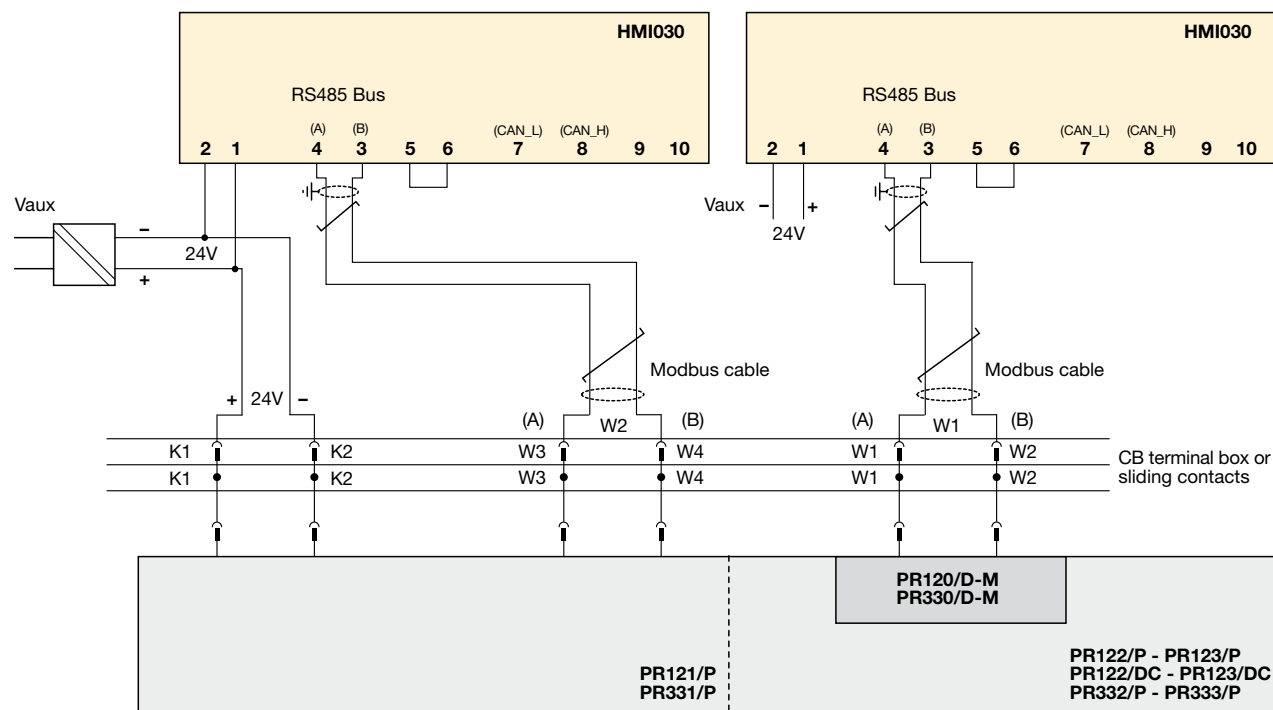 HMI030
HMI030
RS485 Bus
RS485 Bus
(A) (B) (CAN_L) (CAN_H)
(A) (B) (CAN_L) (CAN_H)
2 1 4 3 5 6 7 8 9 10
2 1 4 3 5 6 7 8 9 10
Vaux
–
24V
+
Vaux – +
24V
Modbus cable
Modbus cable
+ 24V –
(A) W2 (B)
(A) W1 (B)
K1 K2 W3 W4 W1 W2
K1 K2 W3 W4 W1 W2
CB terminal box or
sliding contacts
PR120/D-M
PR330/D-M
PR121/P
PR331/P
PR122/P - PR123/P
PR122/DC - PR123/DC
PR332/P - PR333/P